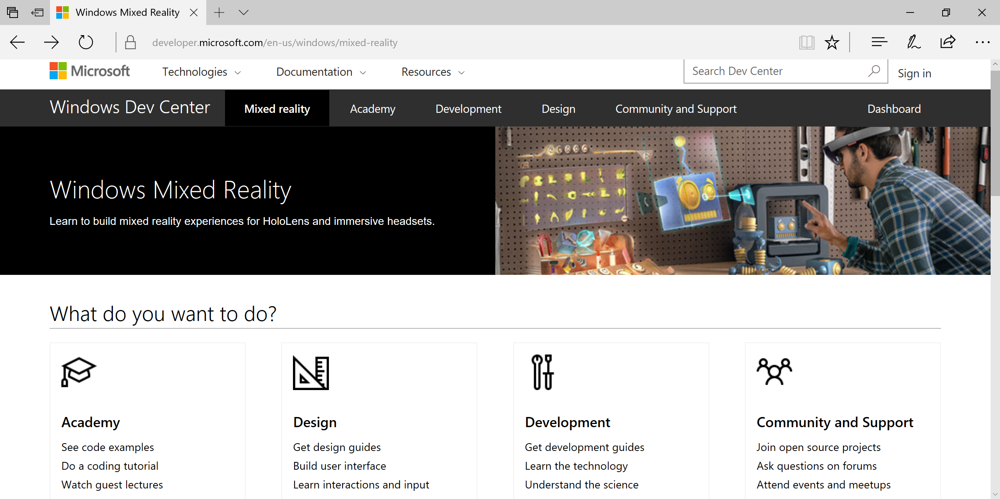 Windows Mixed Reality
developer.microsoft.com/en-us/windows/mixed-reality
Microsoft Technologies Documentation Resources Search Dev Center Sign in
Windows Dev Center Mixed reality Academy Development Design Community and Support Dashboard
Windows Mixed Reality
Learn to build mixed reality experiences for HoloLens and immersive headsets.
What do you want to do?
Academy
See code examples
Do a coding tutorial
Watch guest lectures
Design
Get design guides
Build user interface
Learn interactions and input
Development
Get development guides
Learn the technology
Understand the science
Community and Support
Join open source projects
Ask questions on forums
Attend events and meetups